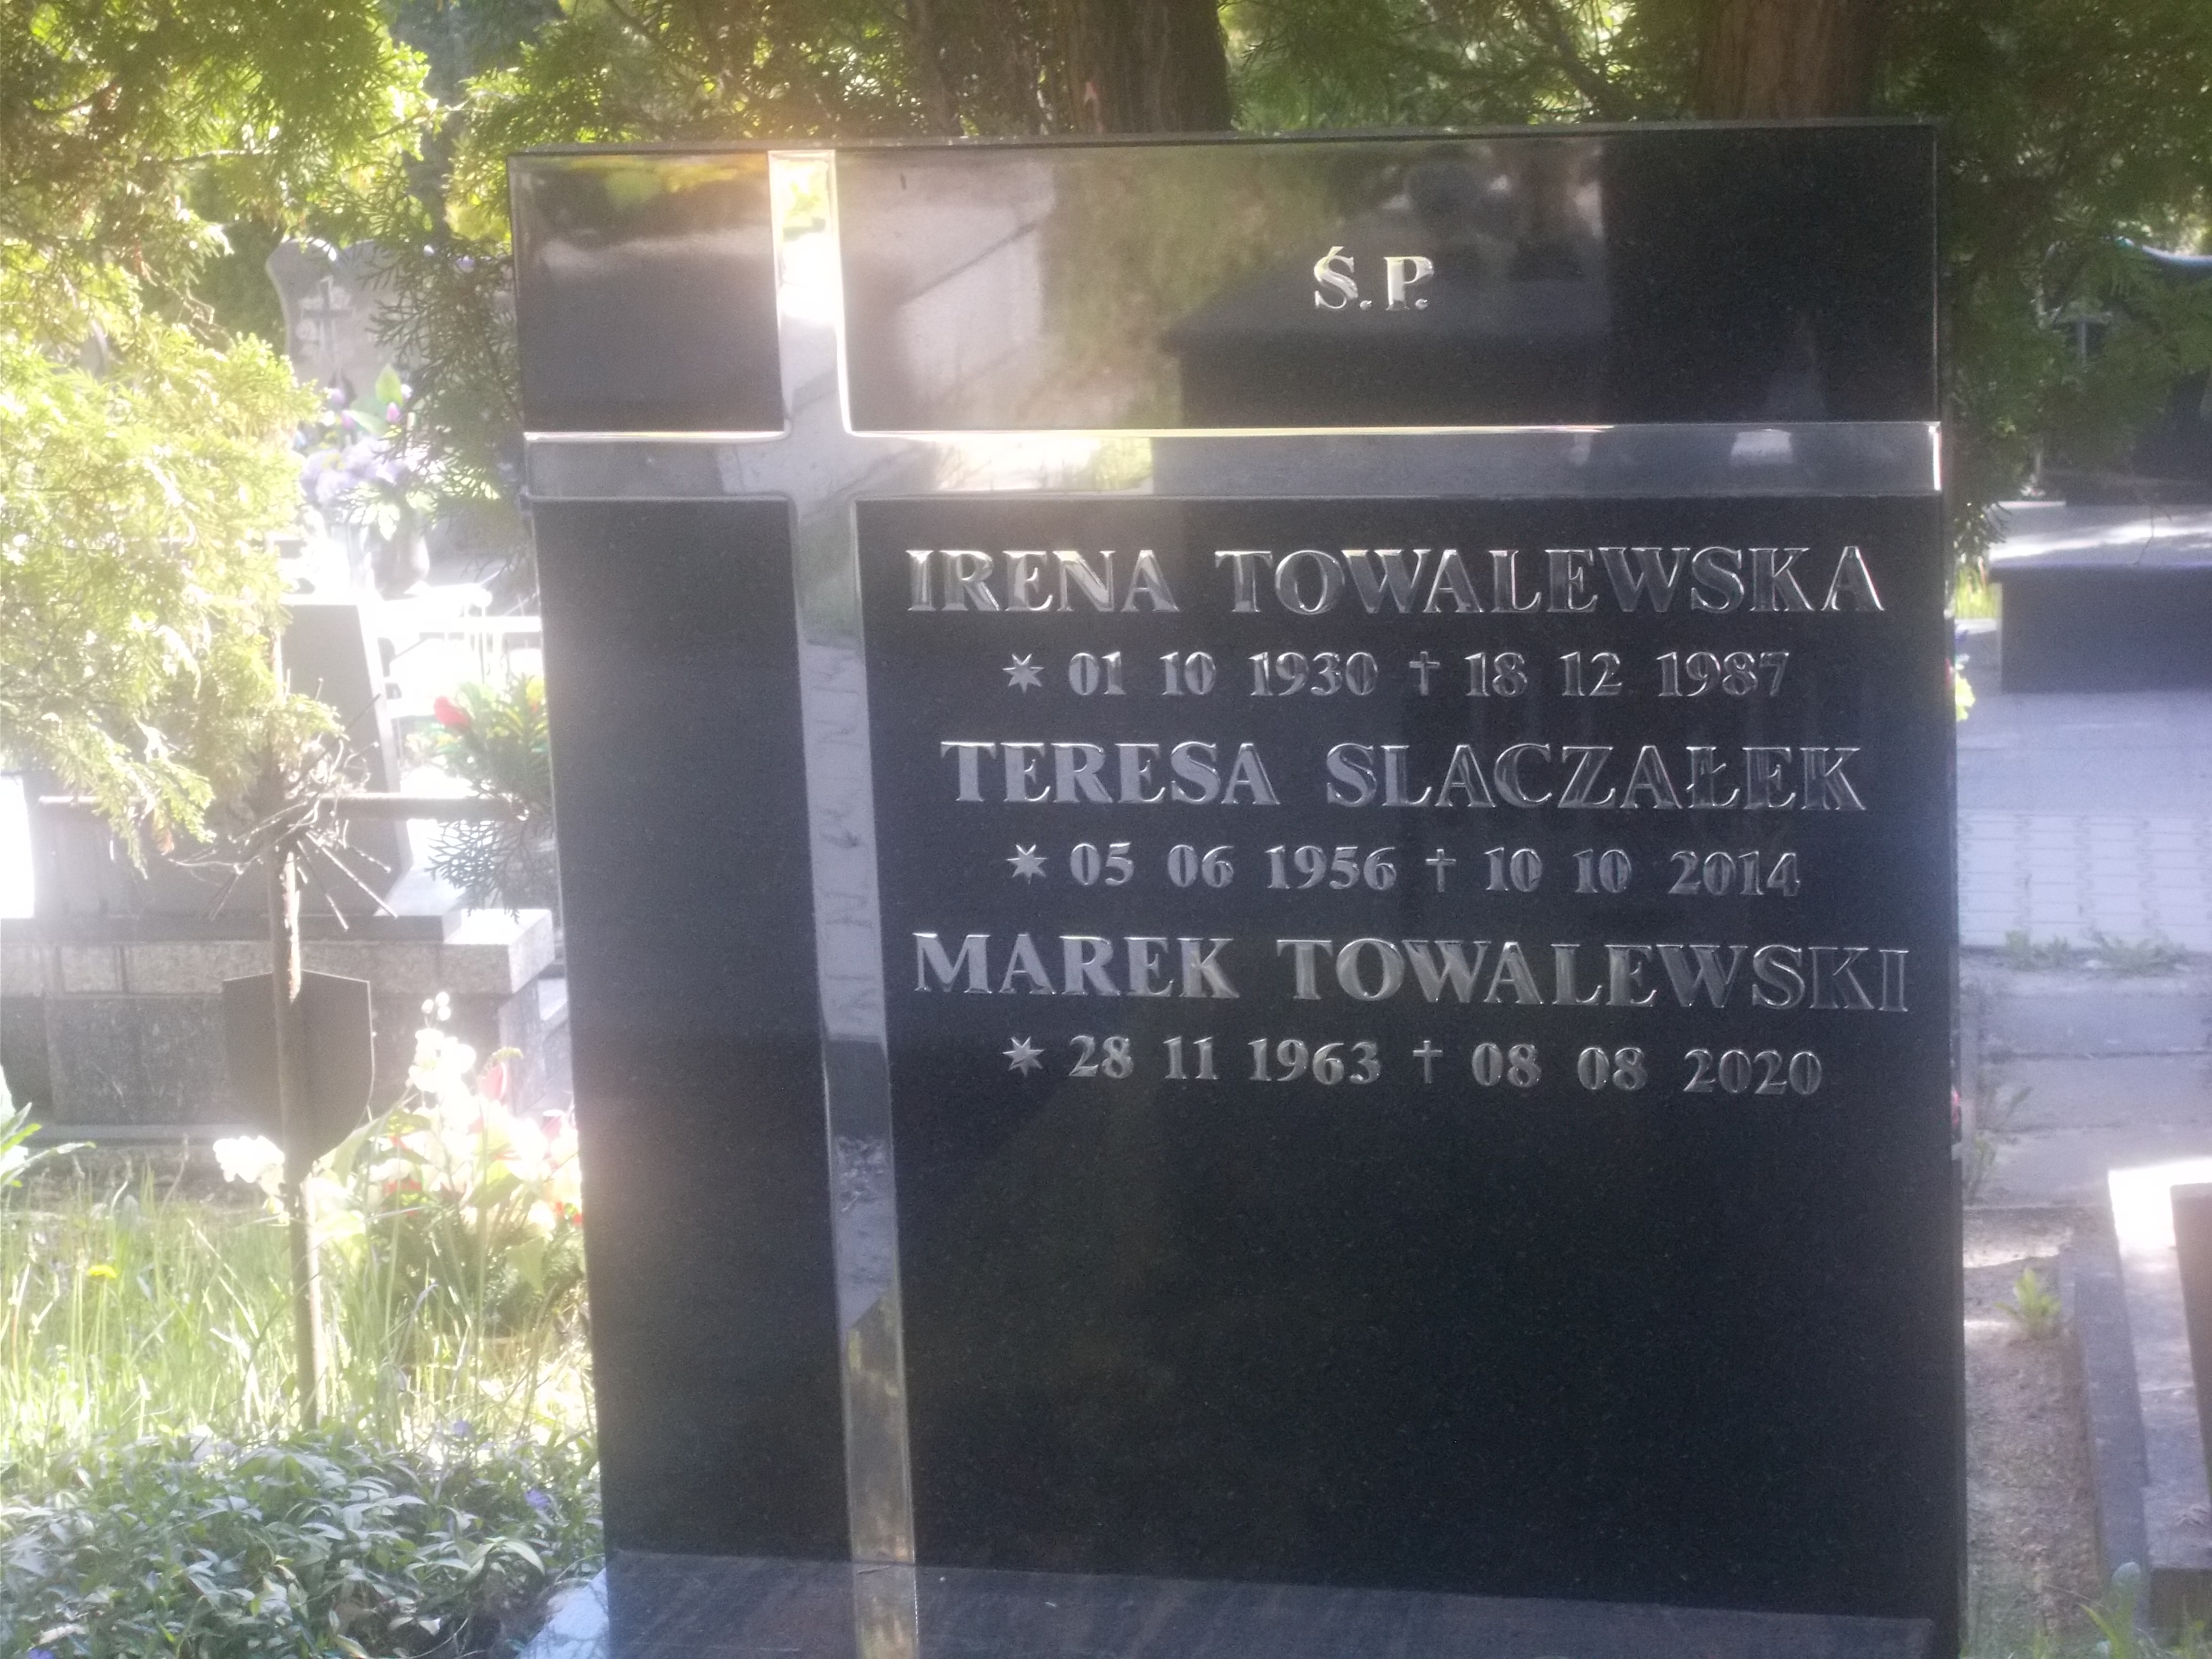 Ś.P.
IRENA TOWALEWSKA
* 01 10 1930 † 18 12 1987
TERESA SLACZAŁEK
* 05 06 1956 † 10 10 2014
MAREK TOWALEWSKI
* 28 11 1963 † 08 08 2020